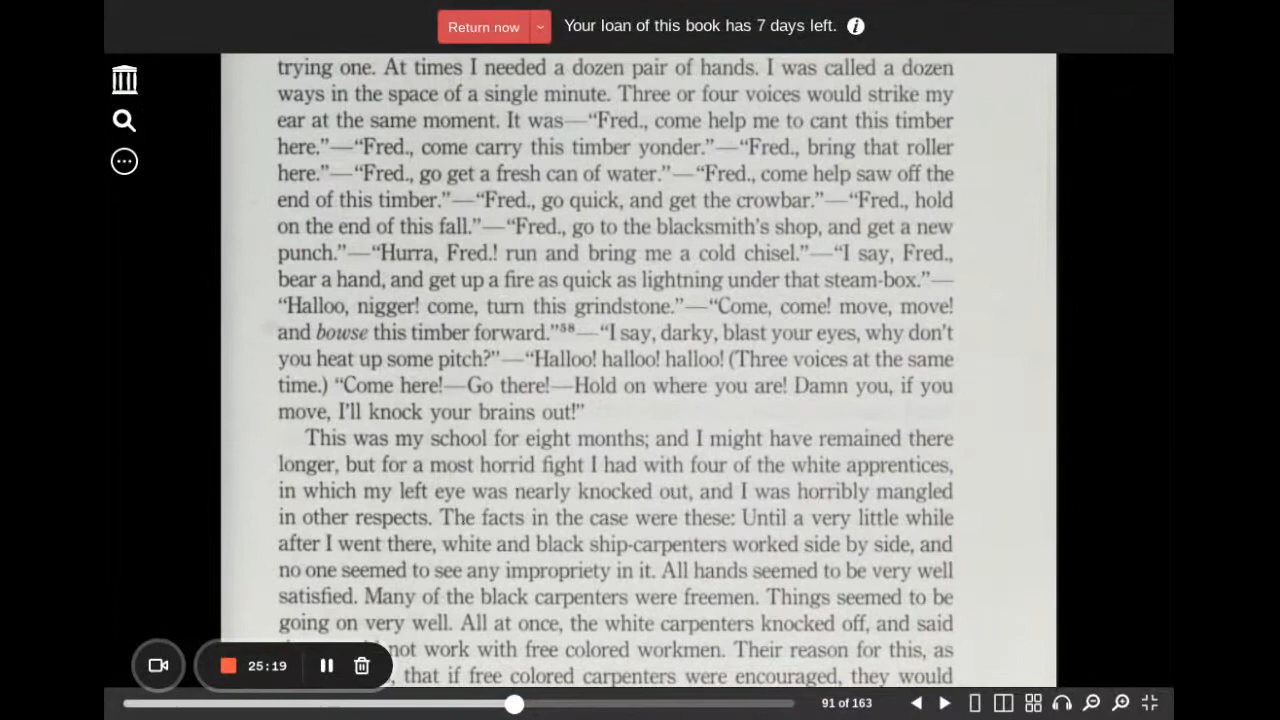 Return now
Your loan of this book has 7 days left.
trying one. At times I needed a dozen pair of hands. I was called a dozen
ways in the space of a single minute. Three or four voices would strike my
ear at the same moment. It was—“Fred., come help me to cant this timber
here.”—“Fred., come carry this timber yonder.”—“Fred., bring that roller
here.”—“Fred., go get a fresh can of water.”—“Fred., come help saw off the
end of this timber.”—“Fred., go quick, and get the crowbar.”—“Fred., hold
on the end of this fall.”—“Fred., go to the blacksmith’s shop, and get a new
punch.”—“Hurra, Fred.! run and bring me a cold chisel.”—“I say, Fred.,
bear a hand, and get up a fire as quick as lightning under that steam-box.”—
“Halloo, nigger! come, turn this grindstone.”—“Come, come! move, move!
and bowse this timber forward.”⁵⁸—“I say, darky, blast your eyes, why don’t
you heat up some pitch?”—“Halloo! halloo! halloo! (Three voices at the same
time.) “Come here!—Go there!—Hold on where you are! Damn you, if you
move, I’ll knock your brains out!”
This was my school for eight months; and I might have remained there
longer, but for a most horrid fight I had with four of the white apprentices,
in which my left eye was nearly knocked out, and I was horribly mangled
in other respects. The facts in the case were these: Until a very little while
after I went there, white and black ship-carpenters worked side by side, and
no one seemed to see any impropriety in it. All hands seemed to be very well
satisfied. Many of the black carpenters were freemen. Things seemed to be
going on very well. All at once, the white carpenters knocked off, and said
not work with free colored workmen. Their reason for this, as
, that if free colored carpenters were encouraged, they would
25:19
91 of 163